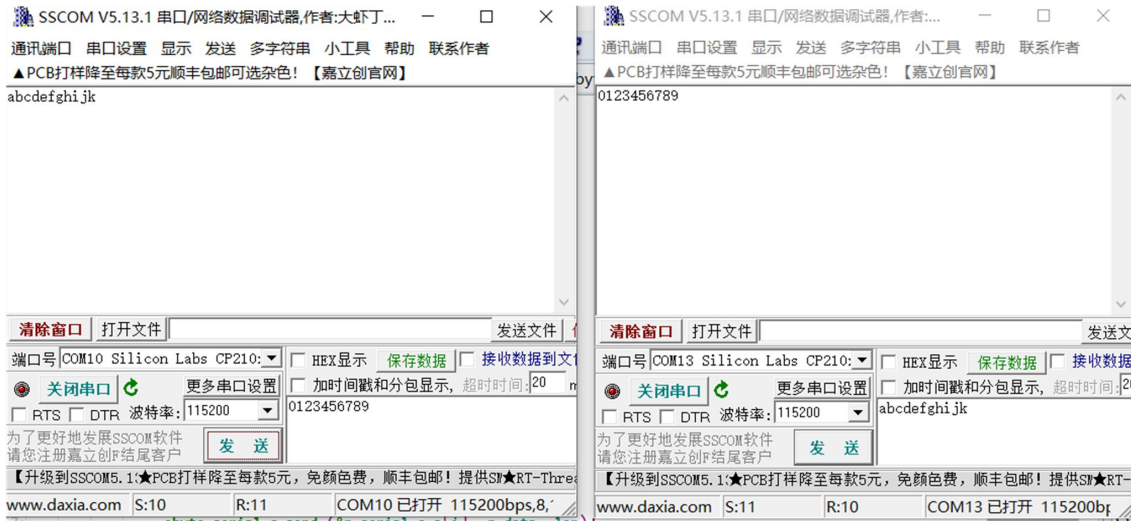 SSCOM V5.13.1 串口/网络数据调试器,作者:大虾丁...
通讯端口 串口设置 显示 发送 多字符串 小工具 帮助 联系作者
▲PCB打样降至每款5元顺丰包邮可选杂色！【嘉立创官网】
abcdefghijk
清除窗口 打开文件 发送文件
端口号 COM10 Silicon Labs CP210: HEX显示 保存数据 接收数据到文
关闭串口 更多串口设置 加时间戳和分包显示, 超时时间: 20
RTS DTR 波特率: 115200 0123456789
为了更好地发展SSCOM软件
请您注册嘉立创F结尾客户 发 送
【升级到SSCOM5.1 ★PCB打样降至每款5元，免颜色费，顺丰包邮！提供SM★RT-Threa
www.daxia.com S:10 R:11 COM10 已打开 115200bps,8,
SSCOM V5.13.1 串口/网络数据调试器,作者:...
通讯端口 串口设置 显示 发送 多字符串 小工具 帮助 联系作者
▲PCB打样降至每款5元顺丰包邮可选杂色！【嘉立创官网】
0123456789
清除窗口 打开文件 发送文
端口号 COM13 Silicon Labs CP210: HEX显示 保存数据 接收数据
关闭串口 更多串口设置 加时间戳和分包显示, 超时时间:
RTS DTR 波特率: 115200 abcdefghijk
为了更好地发展SSCOM软件
请您注册嘉立创F结尾客户 发 送
【升级到SSCOM5.1 ★PCB打样降至每款5元，免颜色费，顺丰包邮！提供SM★RT-
www.daxia.com S:11 R:10 COM13 已打开 115200bp